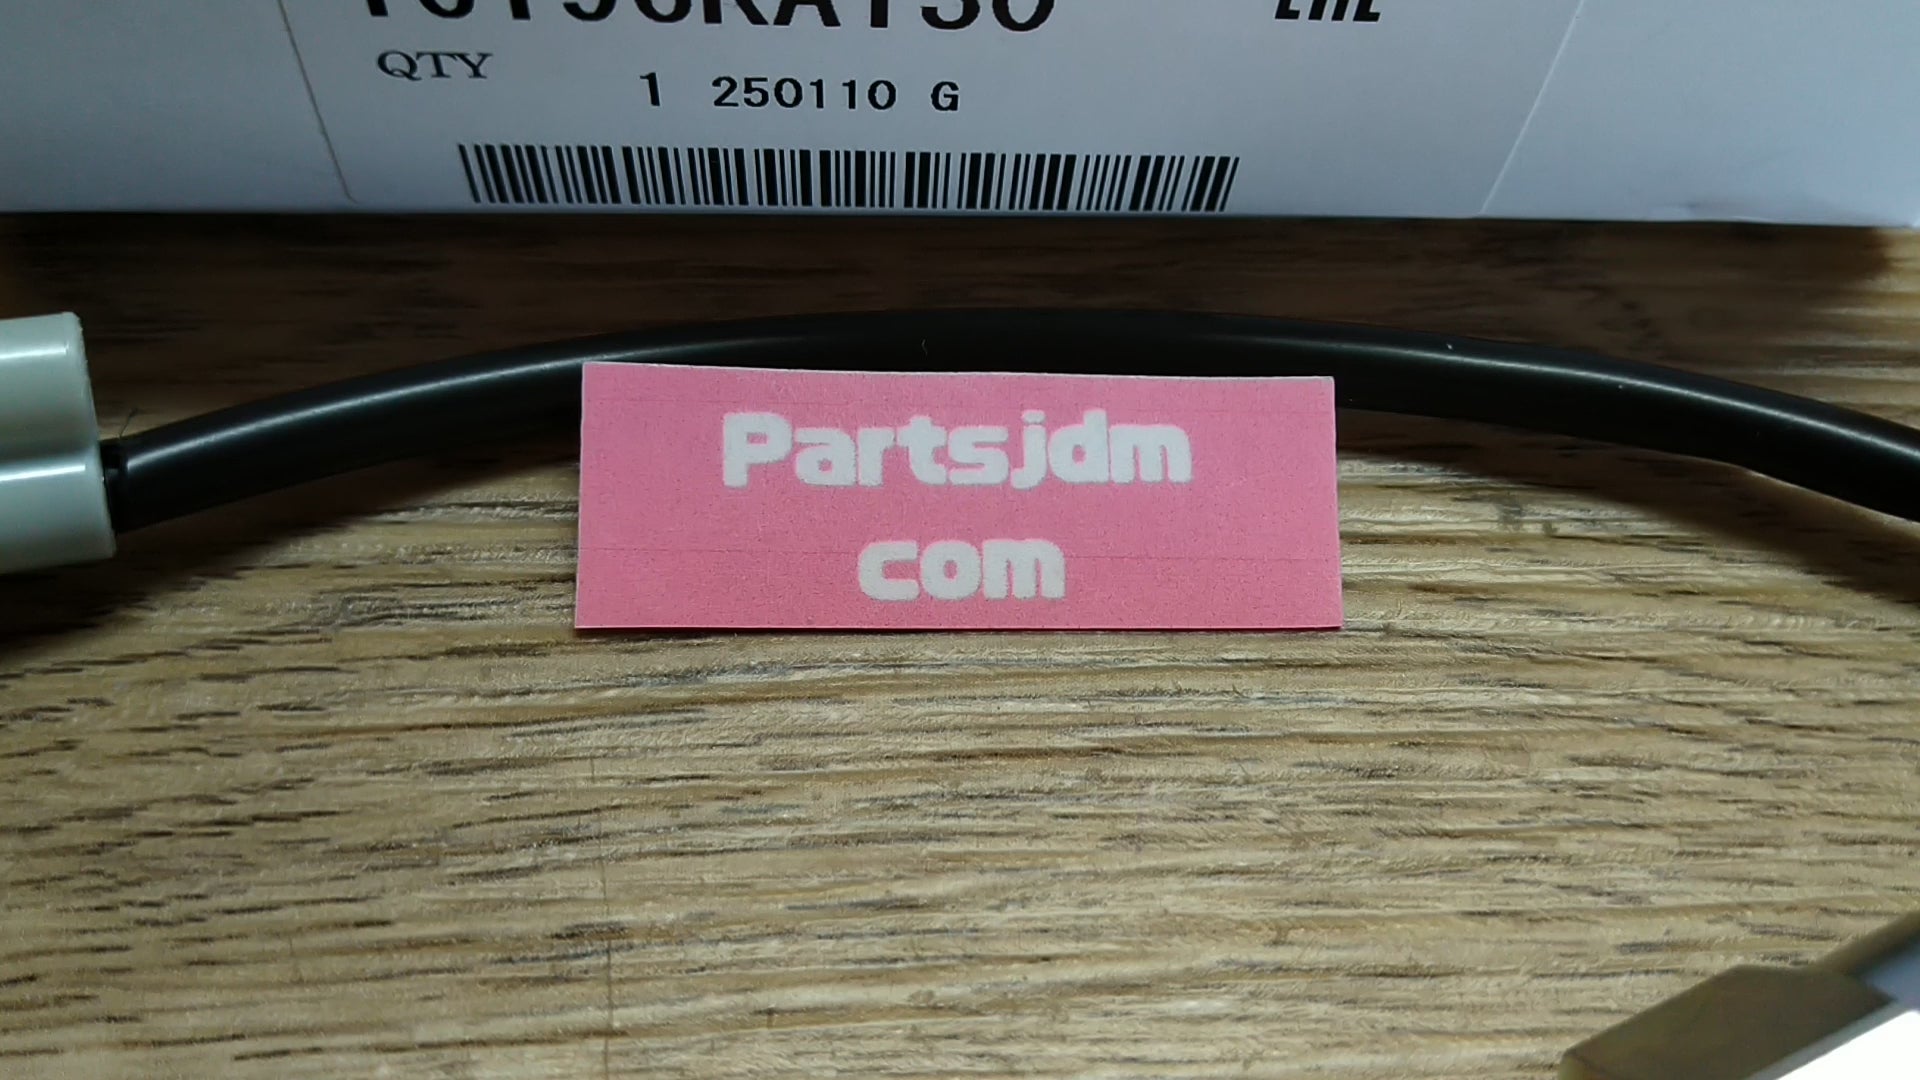 QTY
1 250110 G
Partsjdm
com